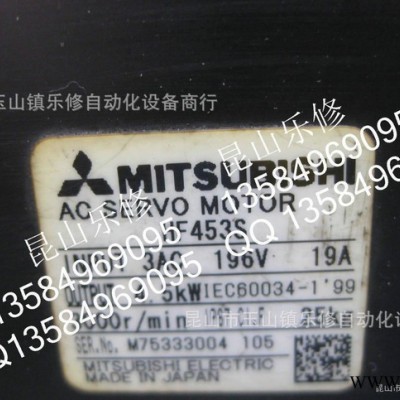 玉山镇乐修自动化设备商行
MITSUBISHI
AC SERVO MOTOR
F453S
3AC 196V 19A
OUTPUT 5kW IEC60034-1'99
r/min
SER.No. M75333004 105
MITSUBISHI ELECTRIC
MADE IN JAPAN
昆山乐修
13584969095
QQ 13584969095
昆山乐修
13584969095
QQ13584969095
昆山市玉山镇乐修自动化设备商行